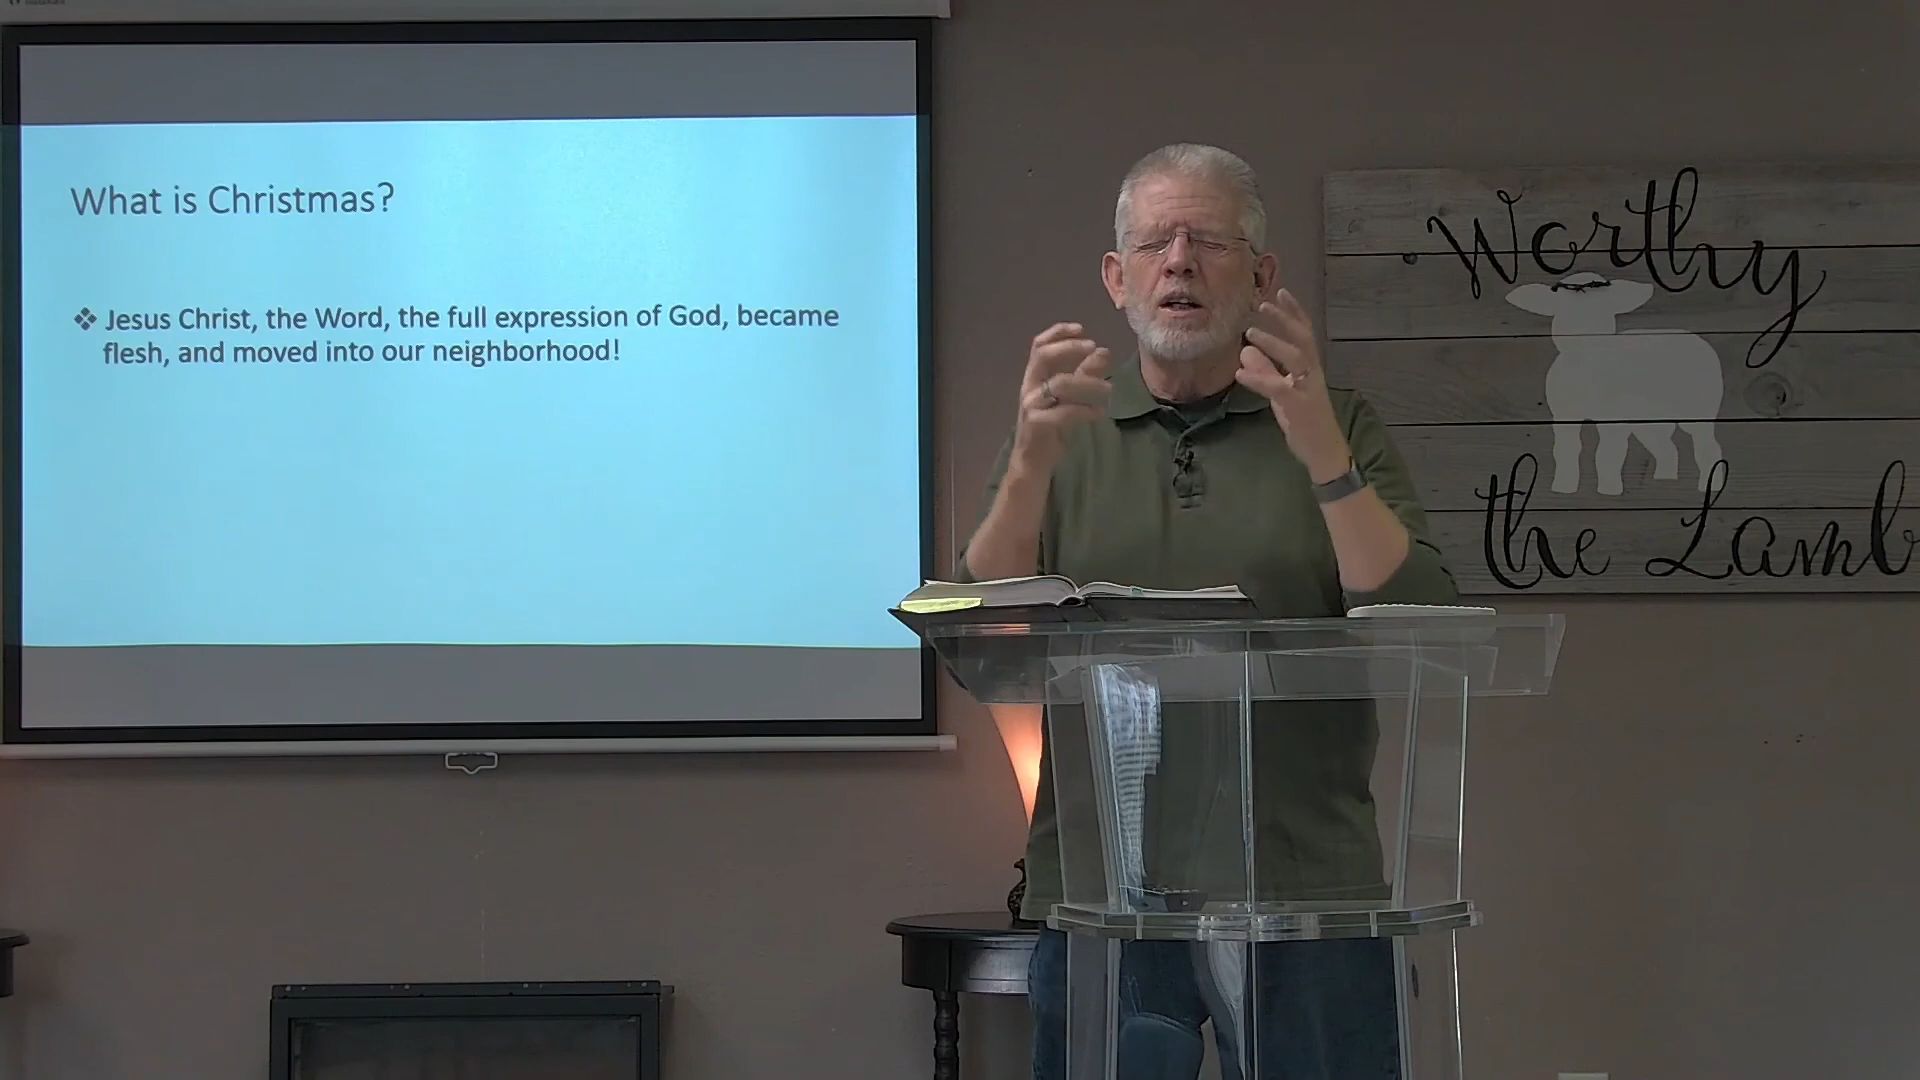 What is Christmas?
❖ Jesus Christ, the Word, the full expression of God, became
flesh, and moved into our neighborhood!
Worthy
the Lamb